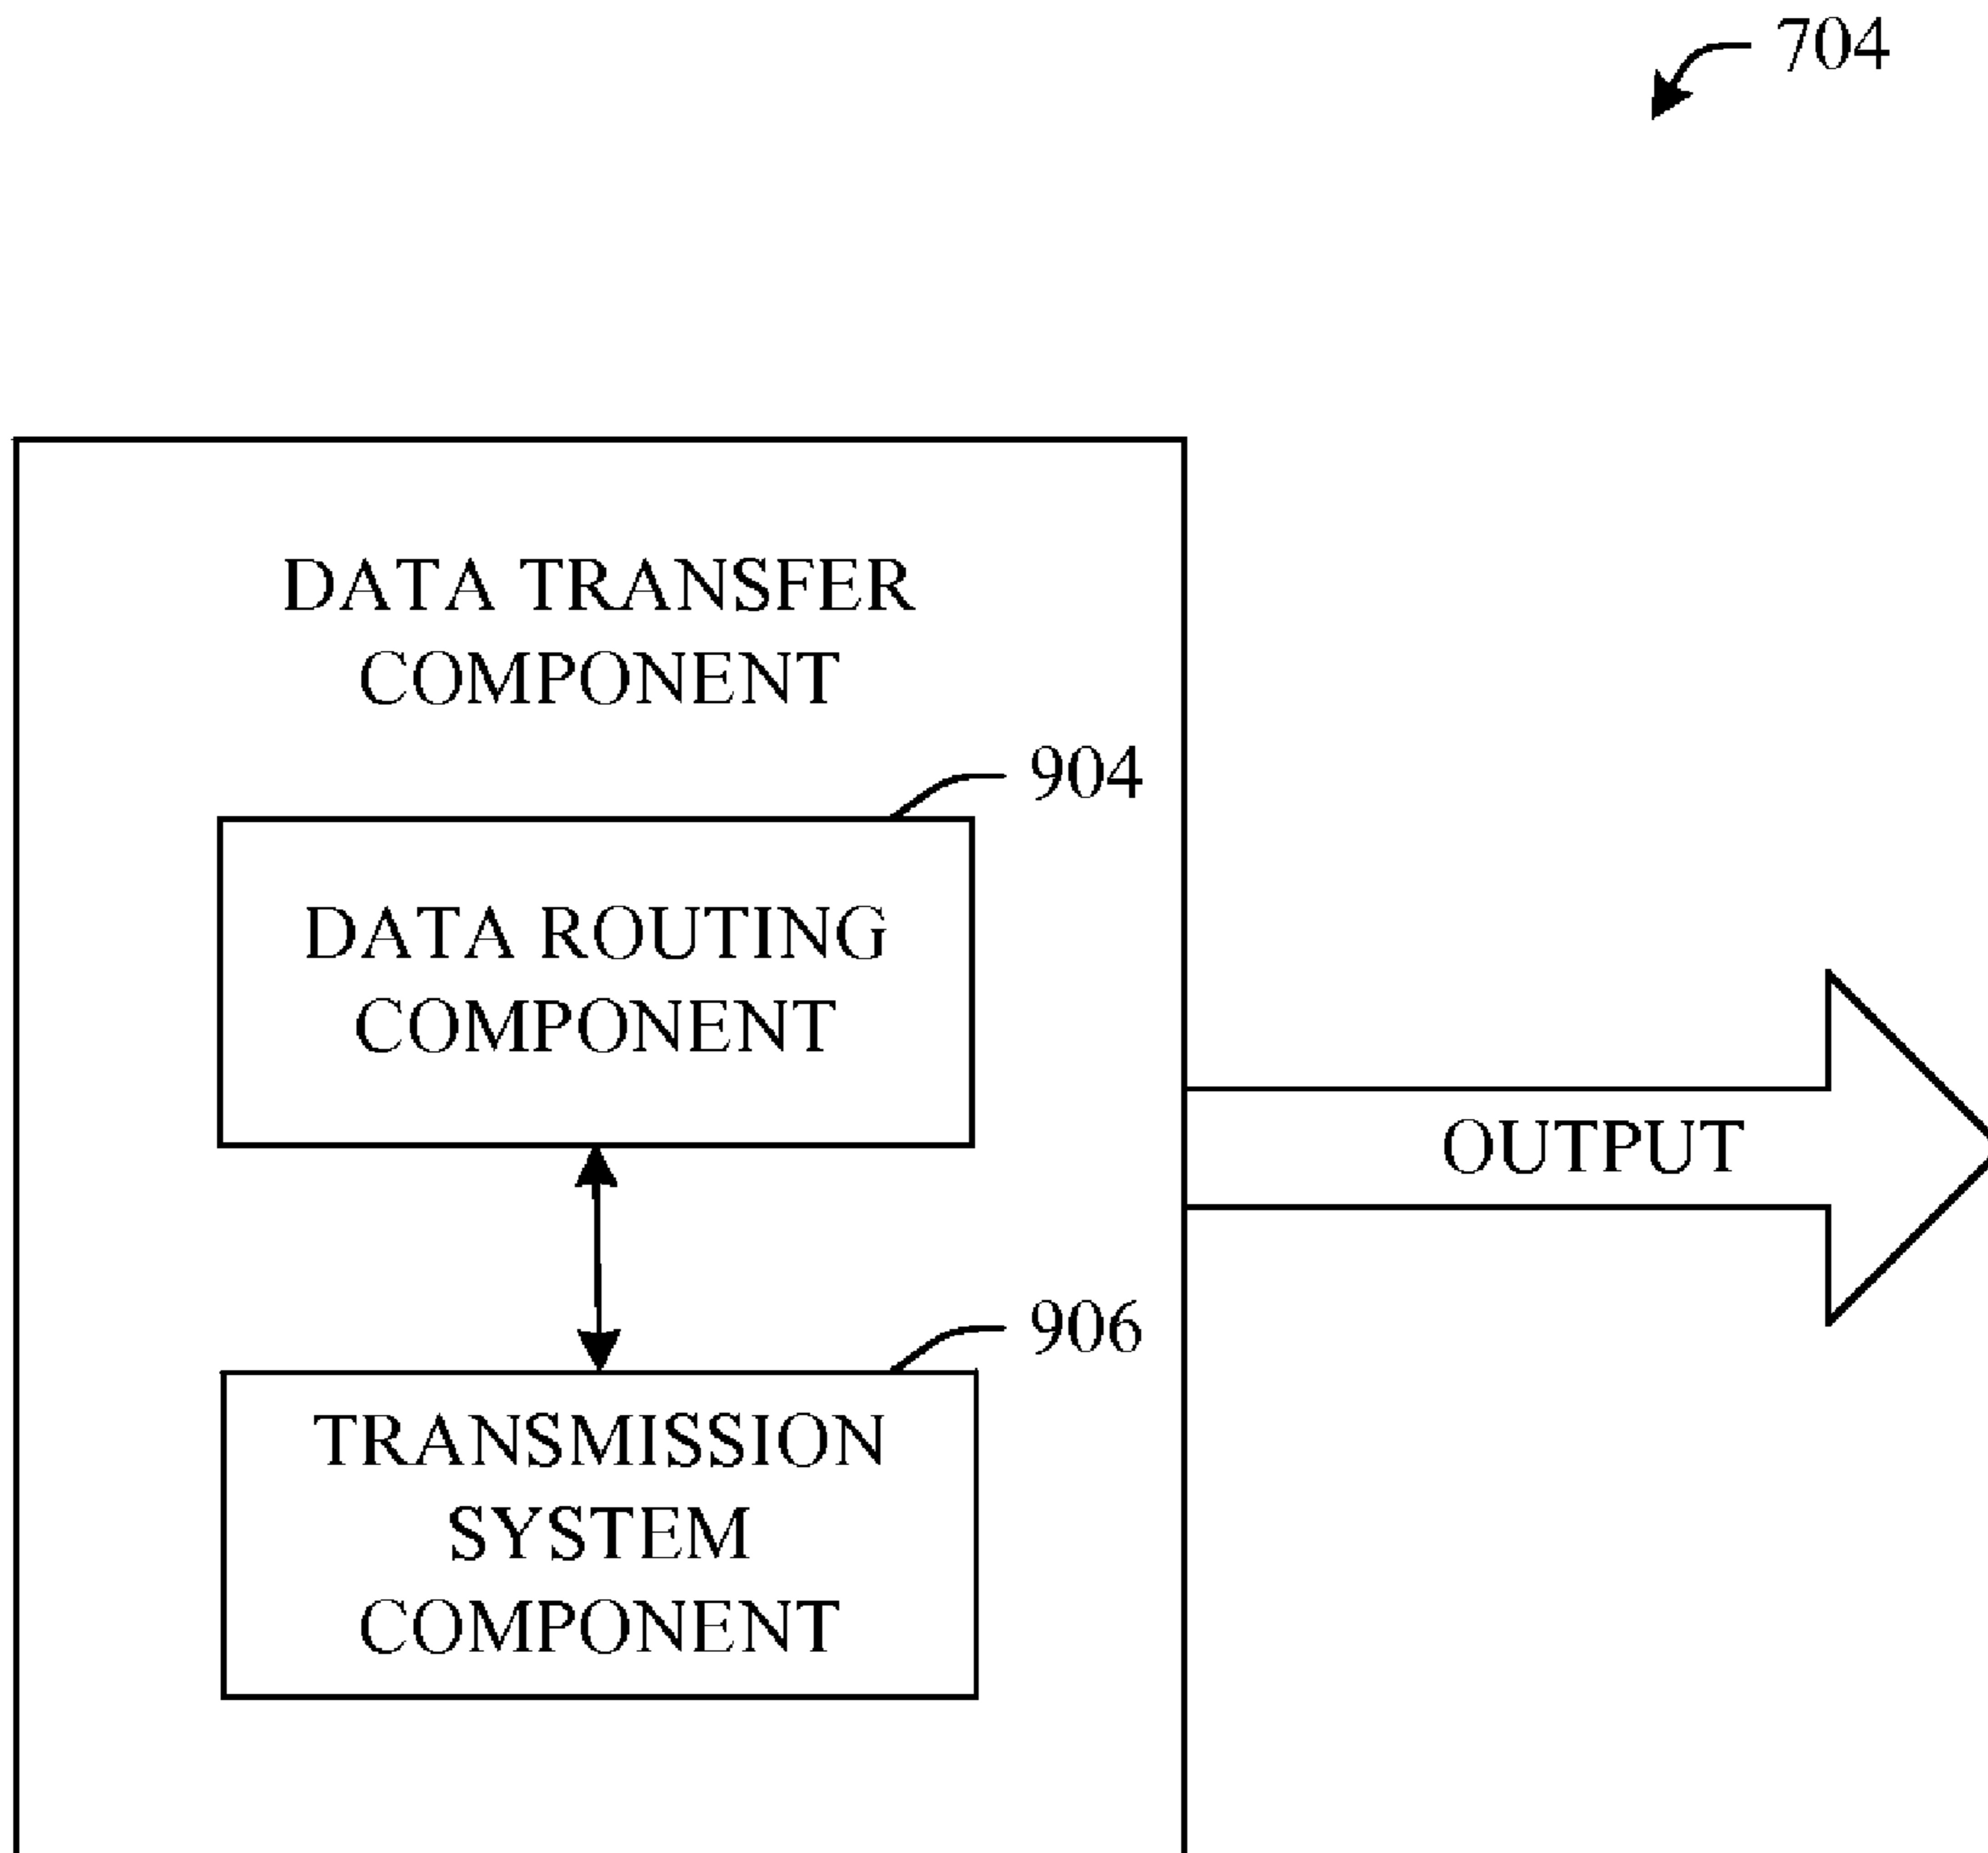 704
DATA TRANSFER
COMPONENT
904
DATA ROUTING
COMPONENT
OUTPUT
906
TRANSMISSION
SYSTEM
COMPONENT